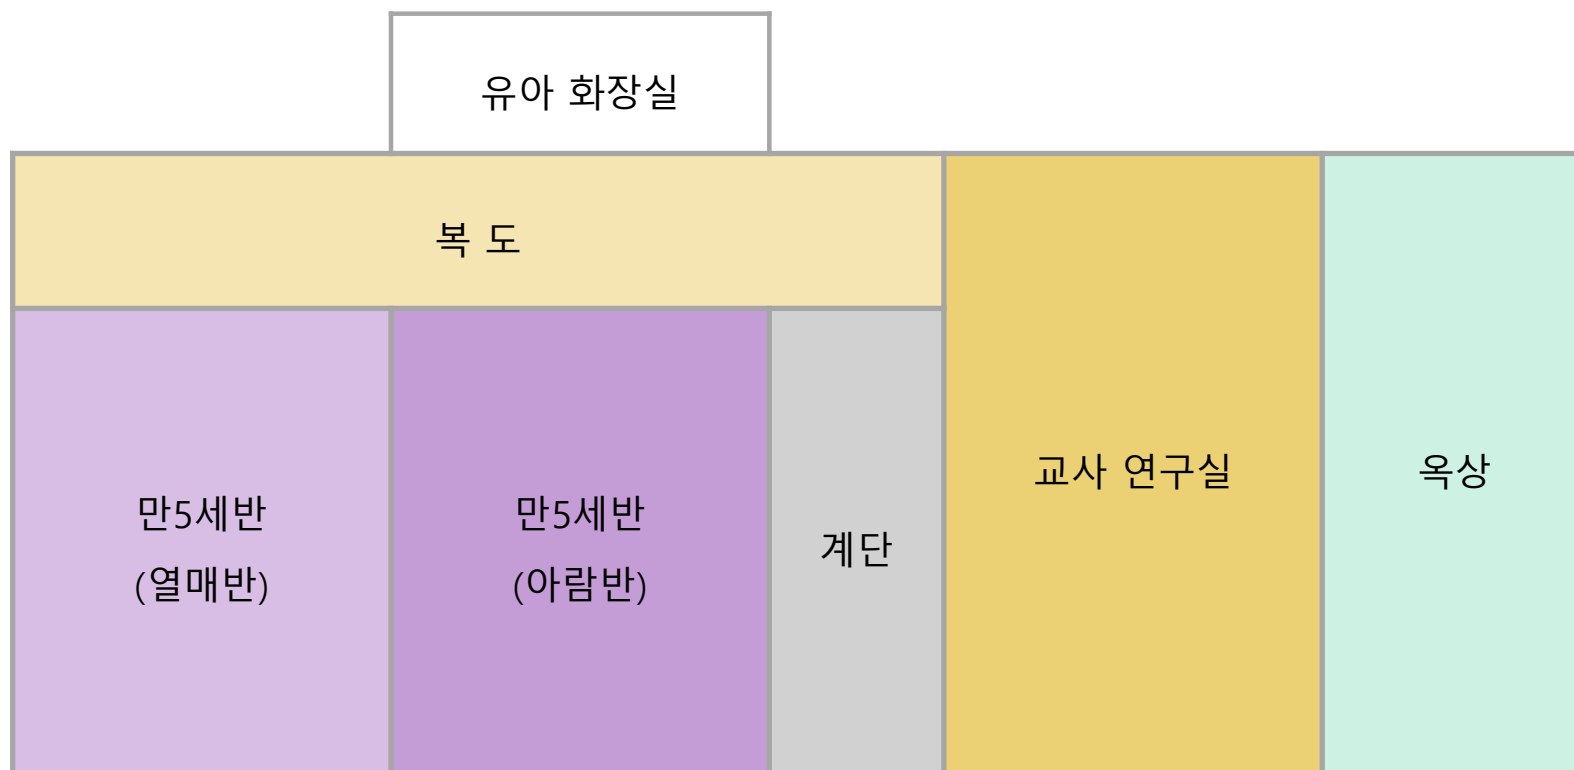 유아 화장실
복 도
만5세반
(열매반)
만5세반
(아람반)
계단
교사 연구실
옥상